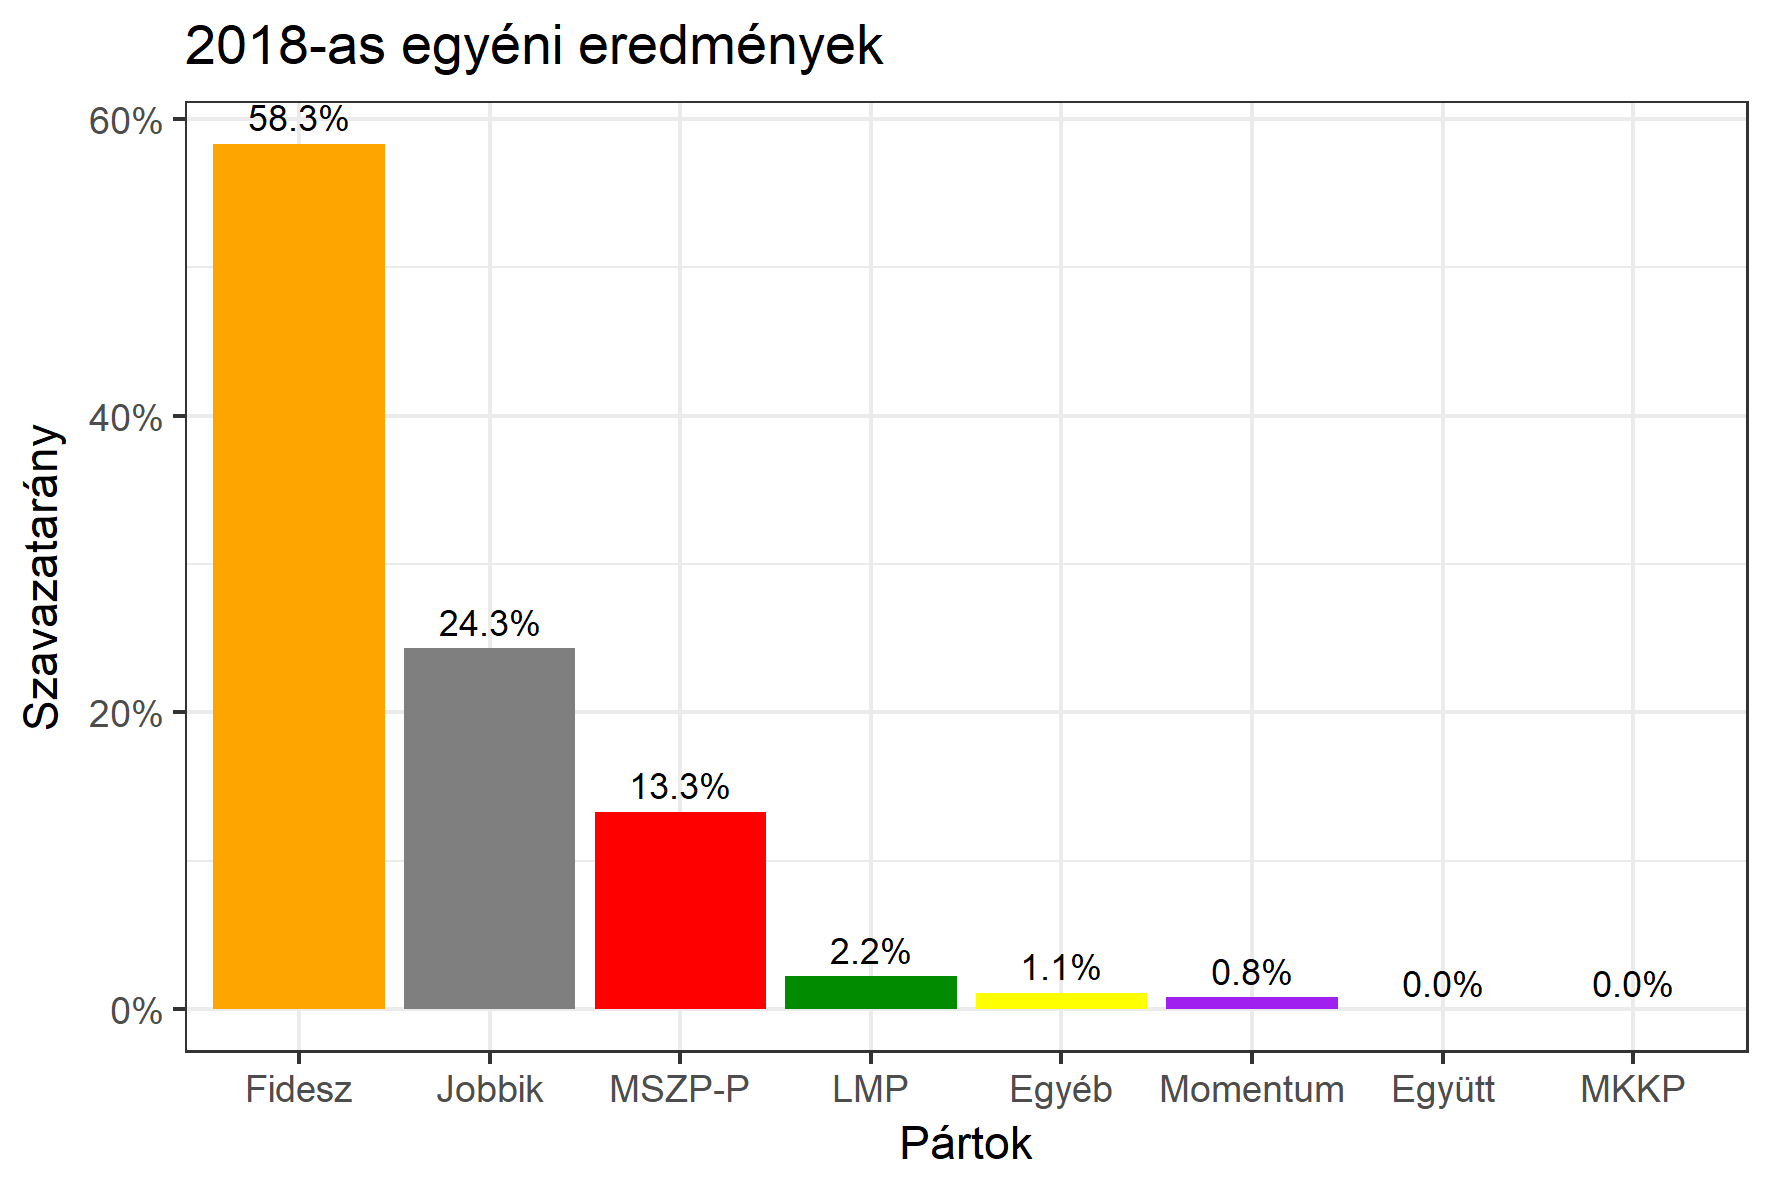 2018-as egyéni eredmények
Szavazatarány
60%
40%
20%
0%
58.3%
24.3%
13.3%
2.2%
1.1%
0.8%
0.0%
0.0%
Fidesz
Jobbik
MSZP-P
LMP
Egyéb
Momentum
Együtt
MKKP
Pártok